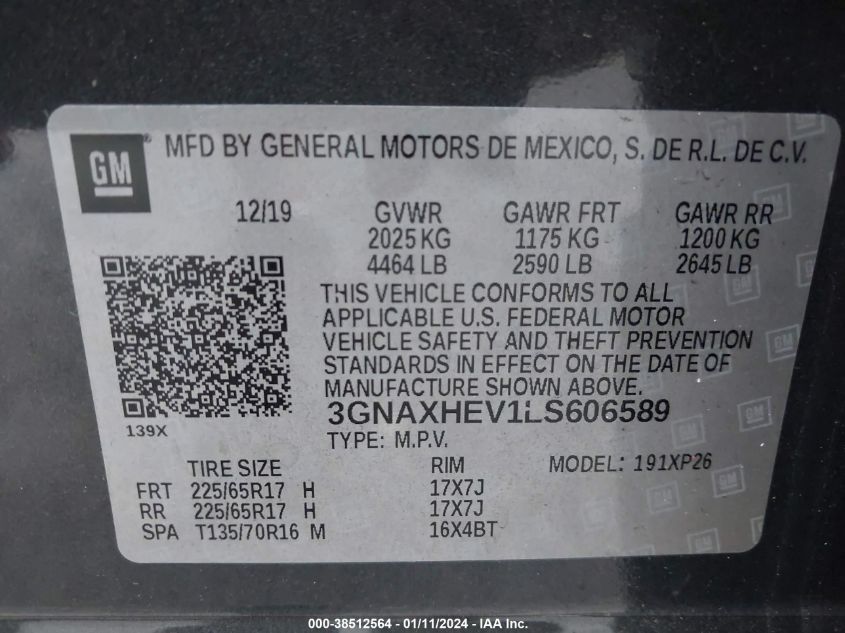 GM ® MFD BY GENERAL MOTORS DE MEXICO, S. DE R.L. DE C.V.
12/19 GVWR GAWR FRT GAWR RR
2025 KG 1175 KG 1200 KG
4464 LB 2590 LB 2645 LB
THIS VEHICLE CONFORMS TO ALL
APPLICABLE U.S. FEDERAL MOTOR
VEHICLE SAFETY AND THEFT PREVENTION
STANDARDS IN EFFECT ON THE DATE OF
MANUFACTURE SHOWN ABOVE.
3GNAXHEV1LS606589
139X
TYPE: M.P.V.
TIRE SIZE RIM MODEL: 191XP26
FRT 225/65R17 H 17X7J
RR 225/65R17 H 17X7J
SPA T135/70R16 M 16X4BT
000-38512564 - 01/11/2024 - IAA Inc.